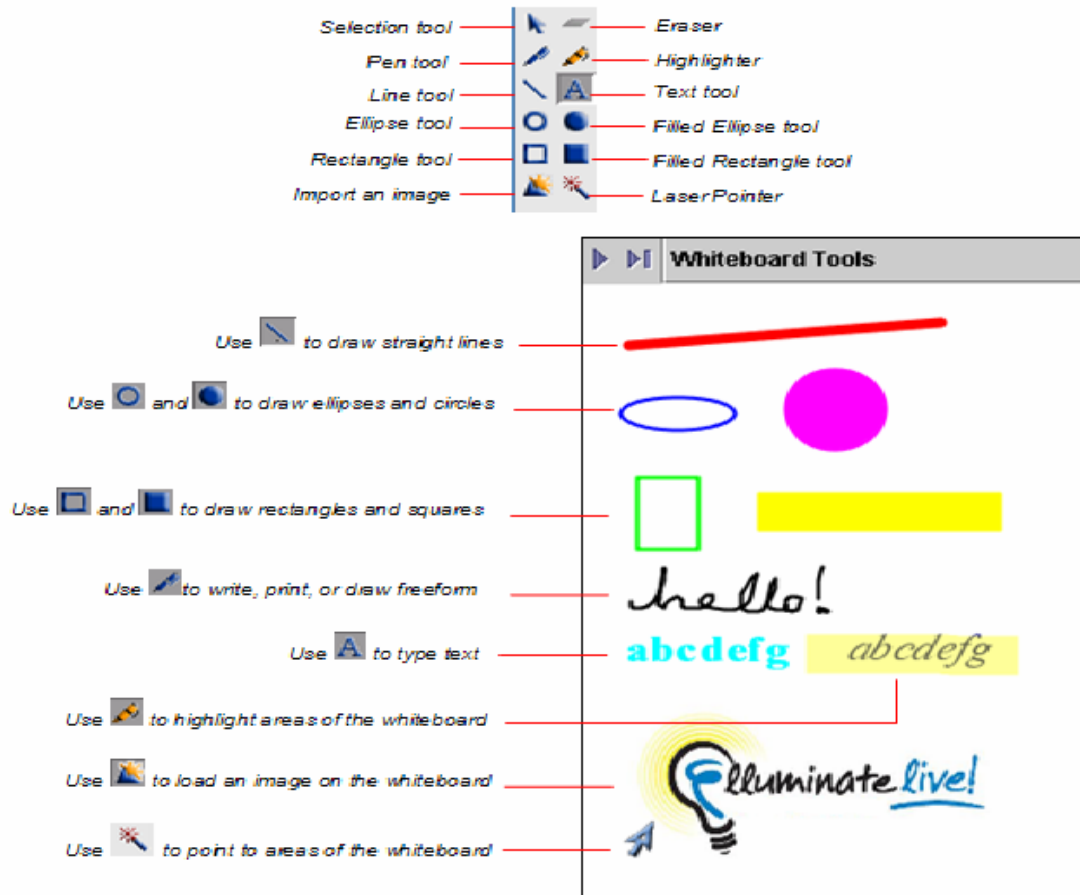 Selection tool
Eraser
Pen tool
Highlighter
Line tool
A
Text tool
Ellipse tool
Filled Ellipse tool
Rectangle tool
Filled Rectangle tool
Import an image
Laser Pointer
Whiteboard Tools
Use to draw straight lines
Use and to draw ellipses and circles
Use and to draw rectangles and squares
Use to write, print, or draw freeform
hello!
Use A to type text
abcdefg abcdefg
Use to highlight areas of the whiteboard
Use to load an image on the whiteboard
Elluminate live!
Use to point to areas of the whiteboard